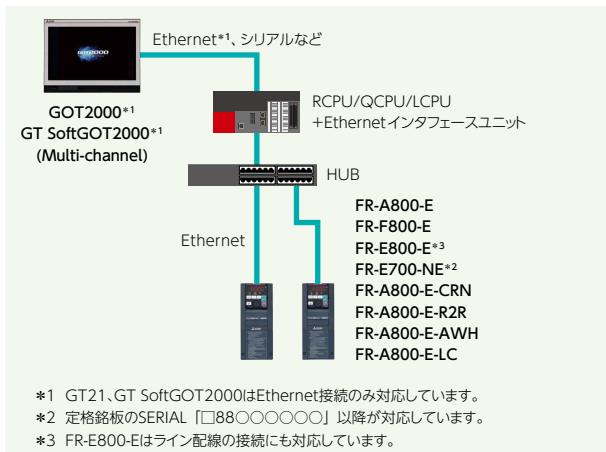 Ethernet*1、シリアルなど
GOT2000
GOT2000*1
GT SoftGOT2000*1
(Multi-channel)
RCPU/QCPU/LCPU
+Ethernetインタフェースユニット
HUB
Ethernet
FR-A800-E
FR-F800-E
FR-E800-E*3
FR-E700-NE*2
FR-A800-E-CRN
FR-A800-E-R2R
FR-A800-E-AWH
FR-A800-E-LC
*1 GT21、GT SoftGOT2000はEthernet接続のみ対応しています。
*2 定格銘板のSERIAL「□88○○○○○○」以降が対応しています。
*3 FR-E800-Eはライン配線の接続にも対応しています。